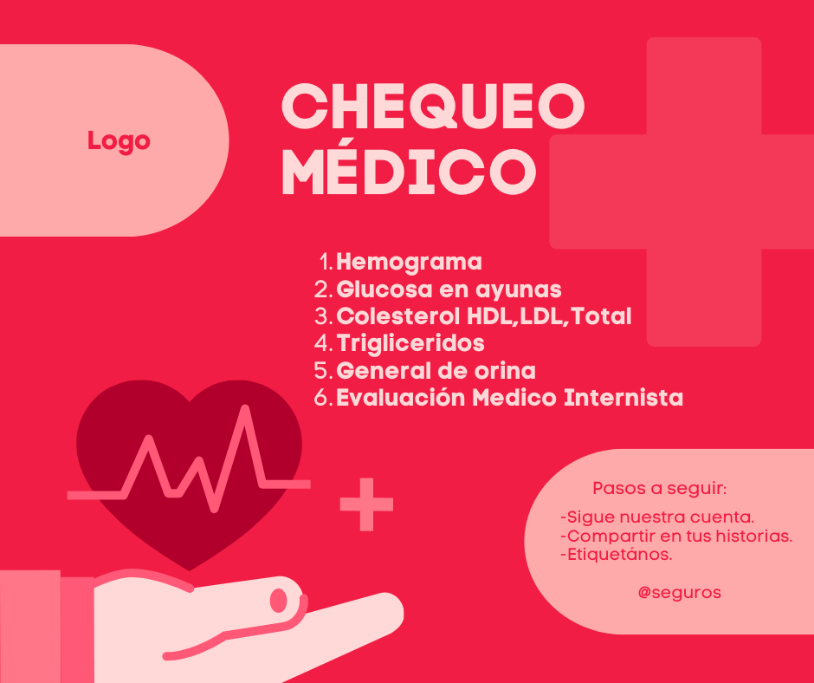 Logo
CHEQUEO
MÉDICO
1.Hemograma
2.Glucosa en ayunas
3.Colesterol HDL,LDL,Total
4.Trigliceridos
5.General de orina
6.Evaluación Medico Internista
Pasos a seguir:
-Sigue nuestra cuenta.
-Compartir en tus historias.
-Etiquetános.
@seguros